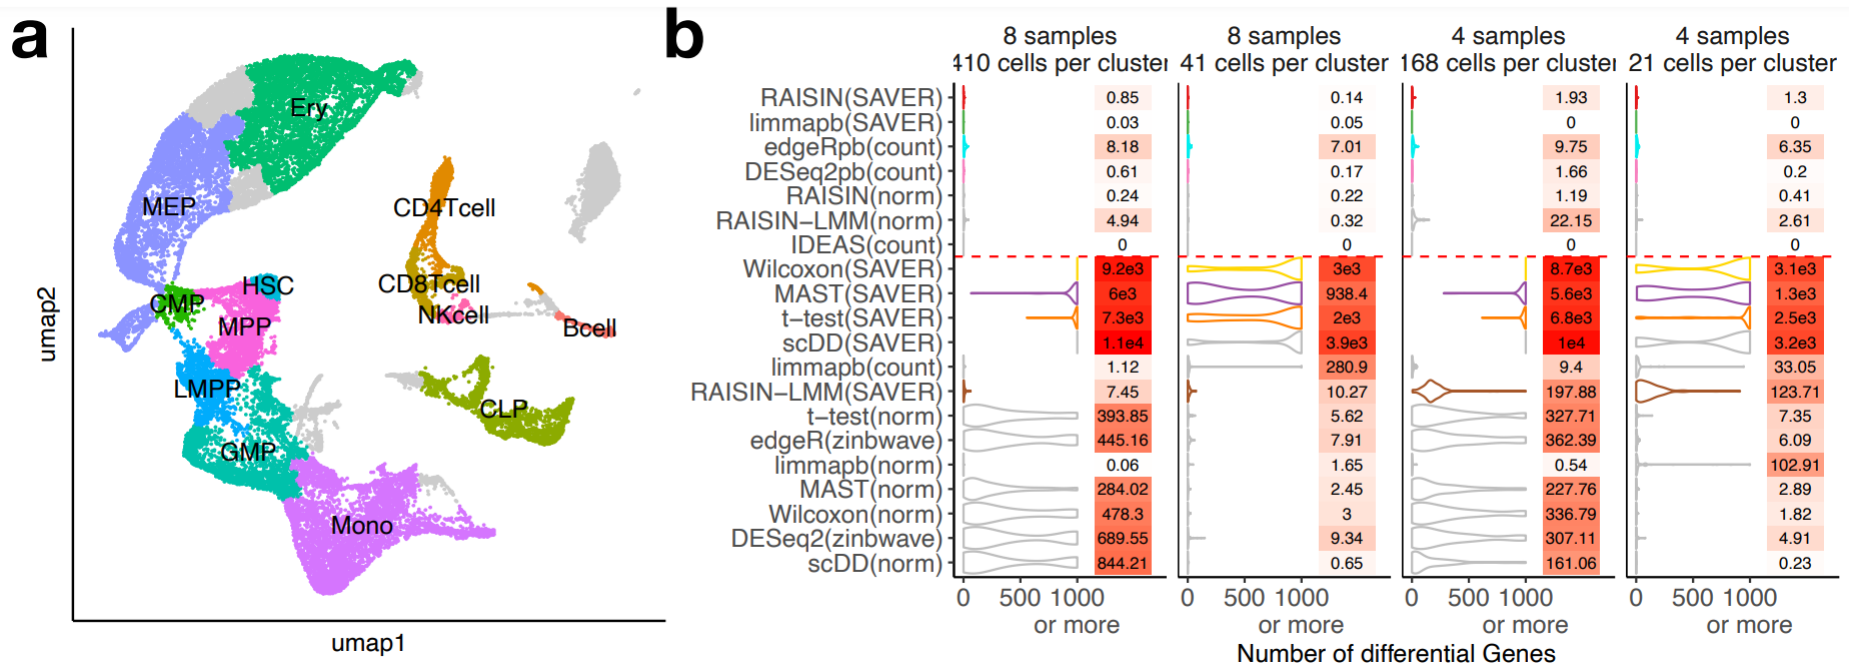 a
umap2
Ery
MEP
CD4Tcell
CD8Tcell
HSC
CMP
NKcell
MPP
Bcell
LMPP
CLP
GMP
Mono
umap1
b
8 samples
410 cells per cluster
8 samples
41 cells per cluster
4 samples
168 cells per cluster
4 samples
21 cells per cluster
RAISIN(SAVER) 0.85 0.14 1.93 1.3
limmapb(SAVER) 0.03 0.05 0 0
edgeRpb(count) 8.18 7.01 9.75 6.35
DESeq2pb(count) 0.61 0.17 1.66 0.2
RAISIN(norm) 0.24 0.22 1.19 0.41
RAISIN−LMM(norm) 4.94 0.32 22.15 2.61
IDEAS(count) 0 0 0 0
Wilcoxon(SAVER) 9.2e3 3e3 8.7e3 3.1e3
MAST(SAVER) 6e3 938.4 5.6e3 1.3e3
t−test(SAVER) 7.3e3 2e3 6.8e3 2.5e3
scDD(SAVER) 1.1e4 3.9e3 1e4 3.2e3
limmapb(count) 1.12 280.9 9.4 33.05
RAISIN−LMM(SAVER) 7.45 10.27 197.88 123.71
t−test(norm) 393.85 5.62 327.71 7.35
edgeR(zinbwave) 445.16 7.91 362.39 6.09
limmapb(norm) 0.06 1.65 0.54 102.91
MAST(norm) 284.02 2.45 227.76 2.89
Wilcoxon(norm) 478.3 3 336.79 1.82
DESeq2(zinbwave) 689.55 9.34 307.11 4.91
scDD(norm) 844.21 0.65 161.06 0.23
0 500 1000 0 500 1000 0 500 1000 0 500 1000
or more or more or more or more
Number of differential Genes